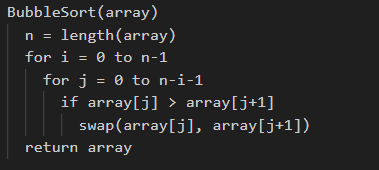 BubbleSort(array)
  n = length(array)
  for i = 0 to n-1
    for j = 0 to n-i-1
      if array[j] > array[j+1]
        swap(array[j], array[j+1])
  return array